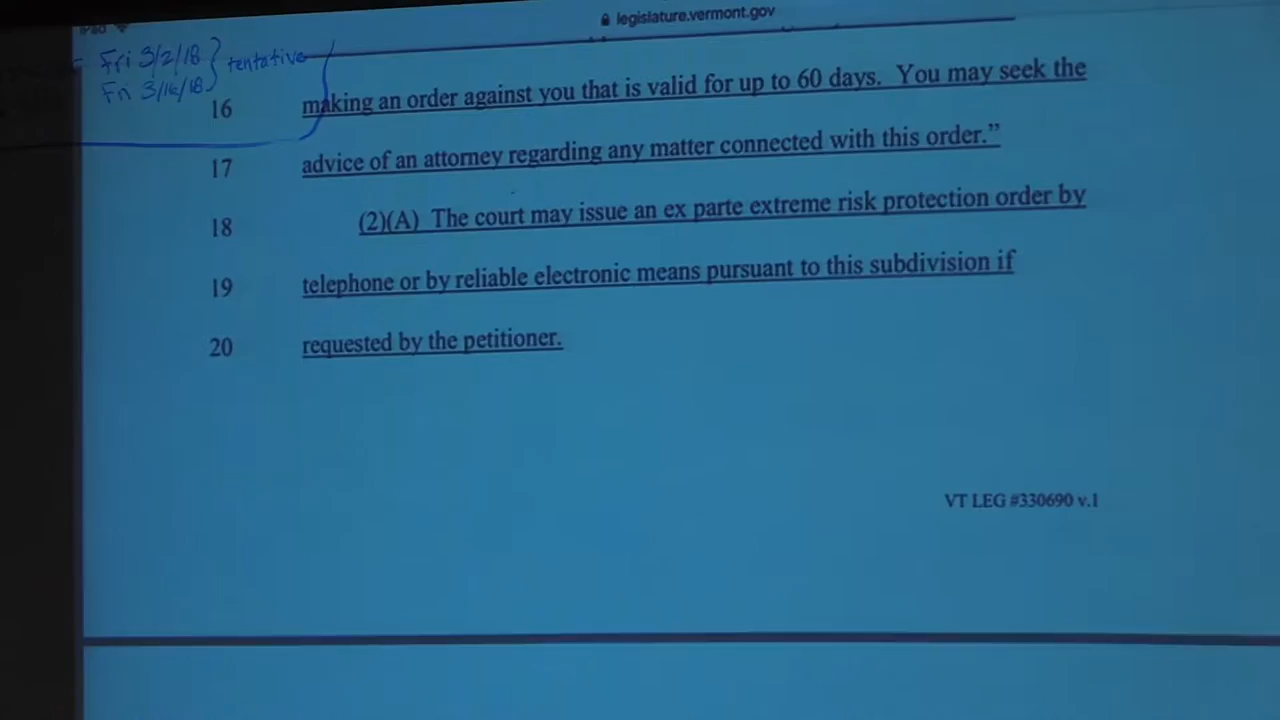 legislature.vermont.gov
Fri 3/2/18 } tentative
Fri 3/16/18
16 making an order against you that is valid for up to 60 days. You may seek the
17 advice of an attorney regarding any matter connected with this order.”
18 (2)(A) The court may issue an ex parte extreme risk protection order by
19 telephone or by reliable electronic means pursuant to this subdivision if
20 requested by the petitioner.
VT LEG #330690 v.1